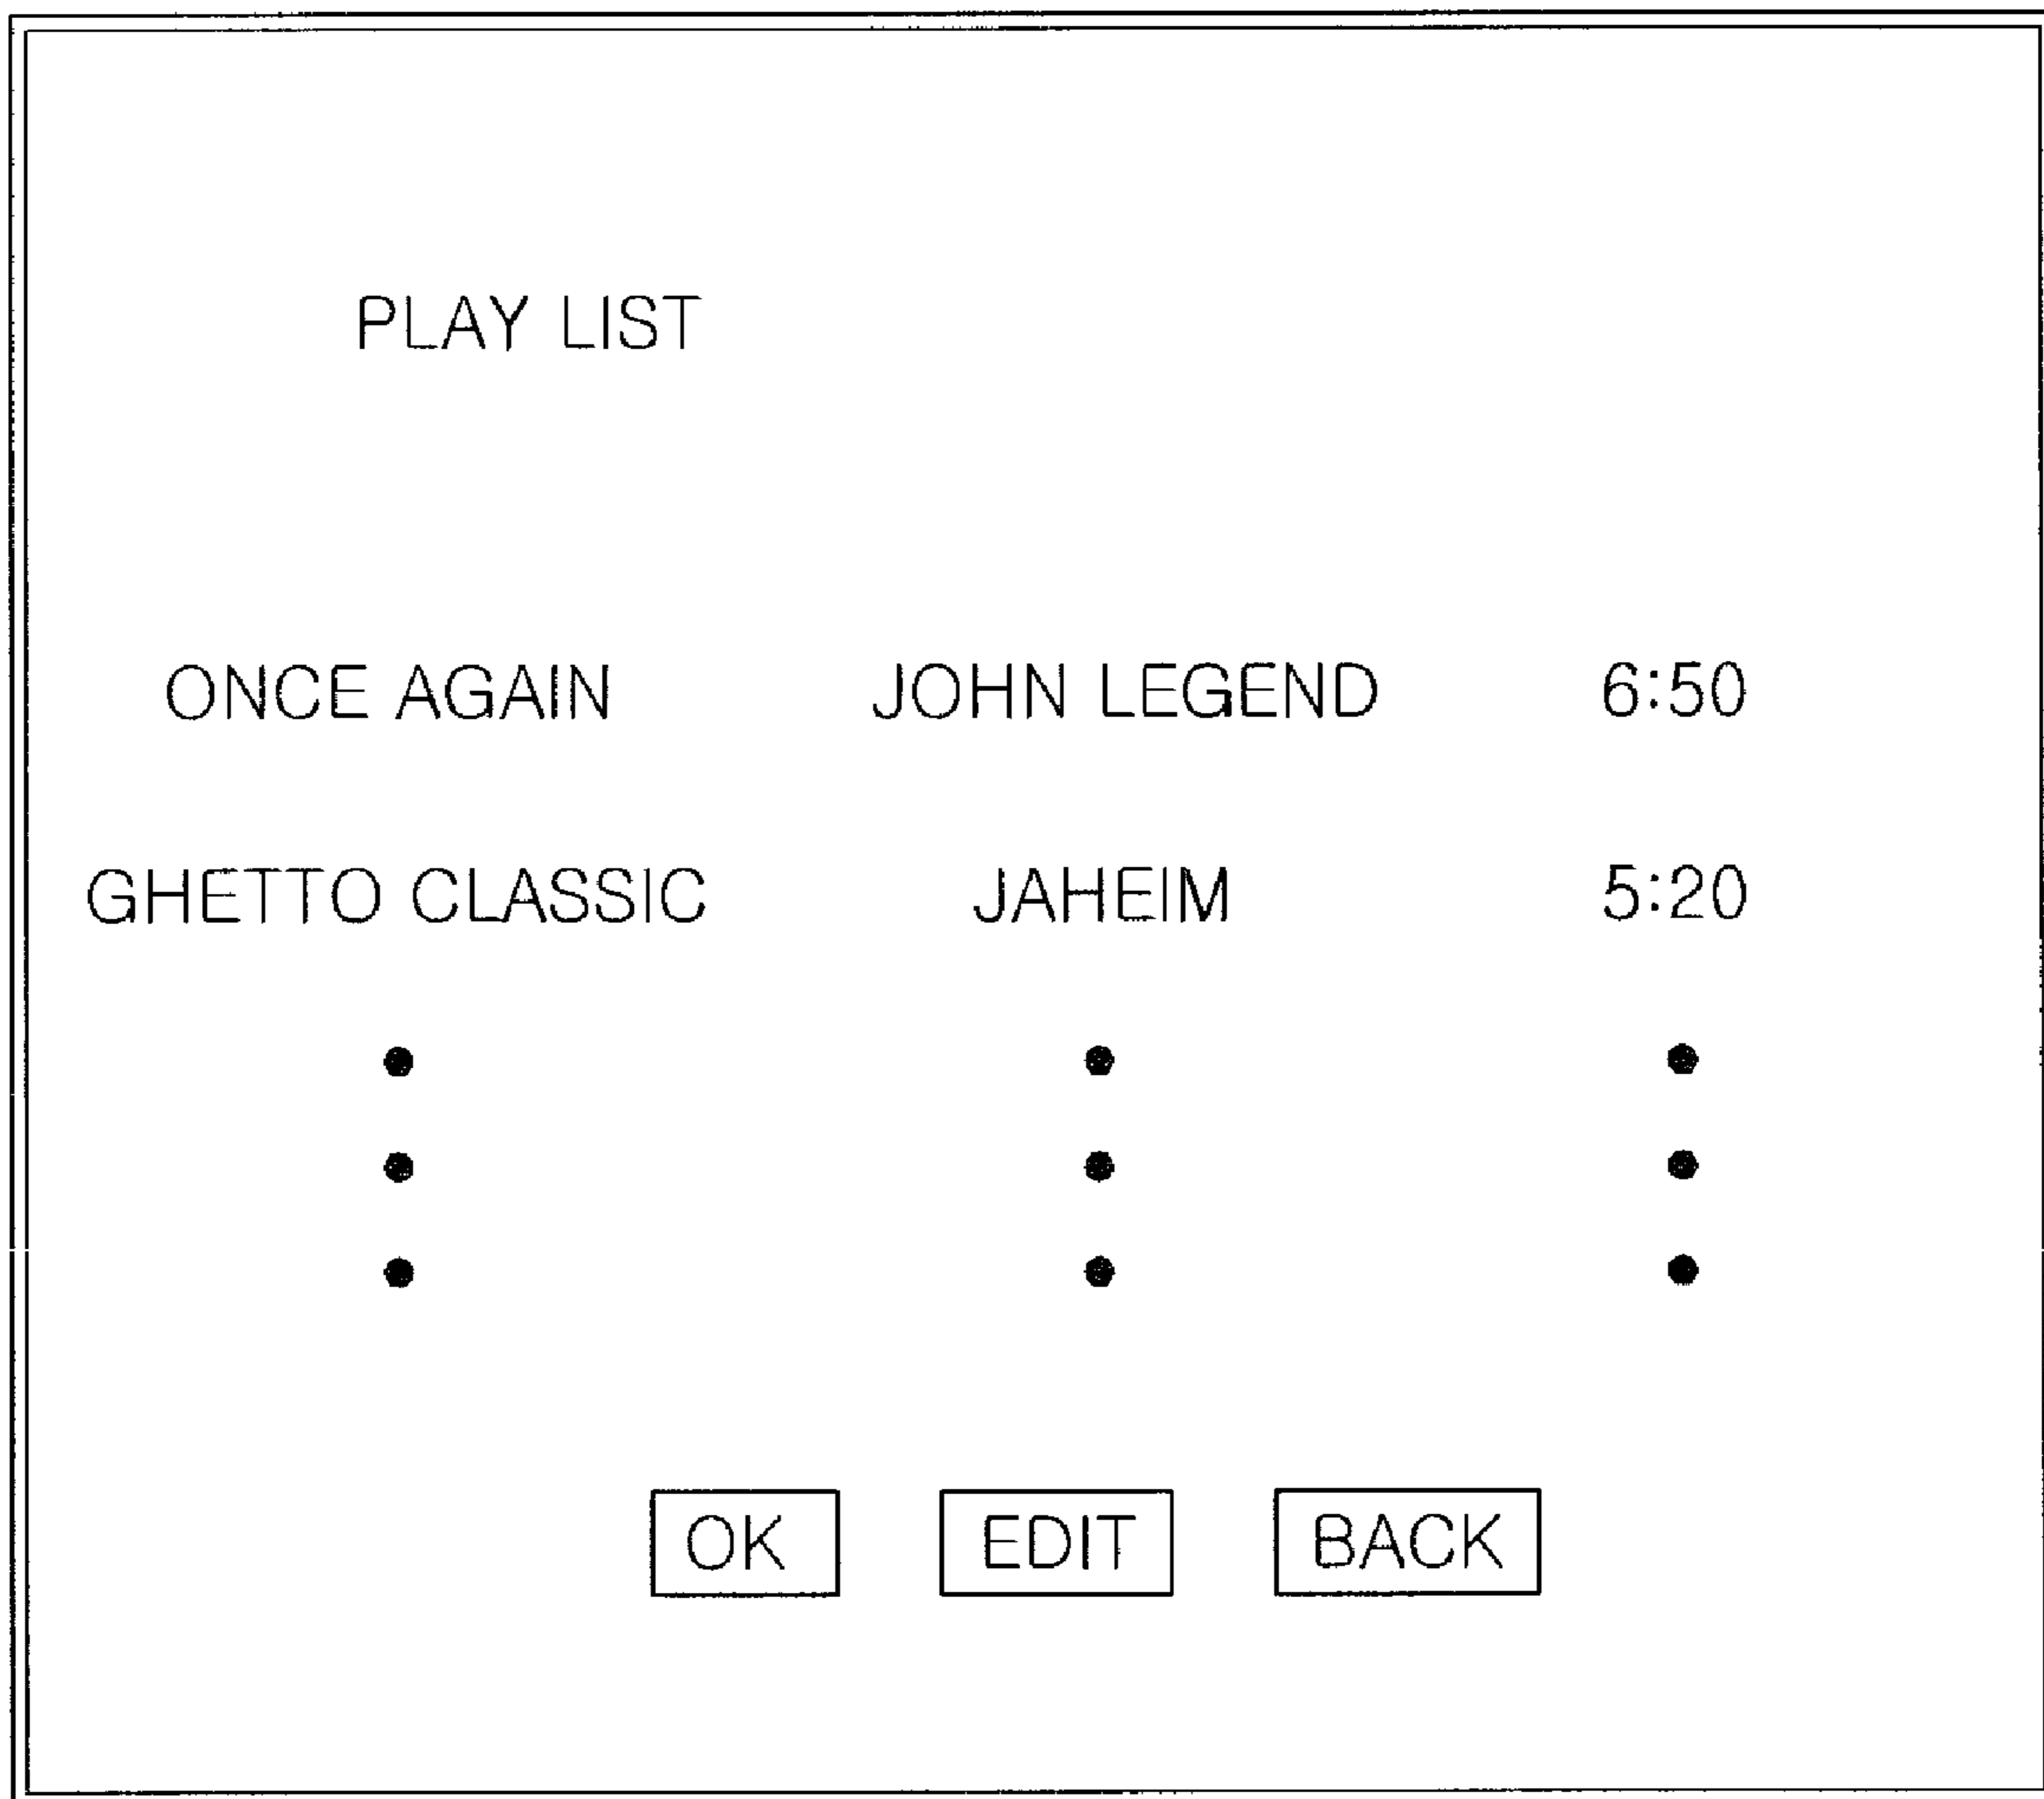 PLAY LIST
ONCE AGAIN JOHN LEGEND 6:50
GHETTO CLASSIC JAHEIM 5:20
OK EDIT BACK